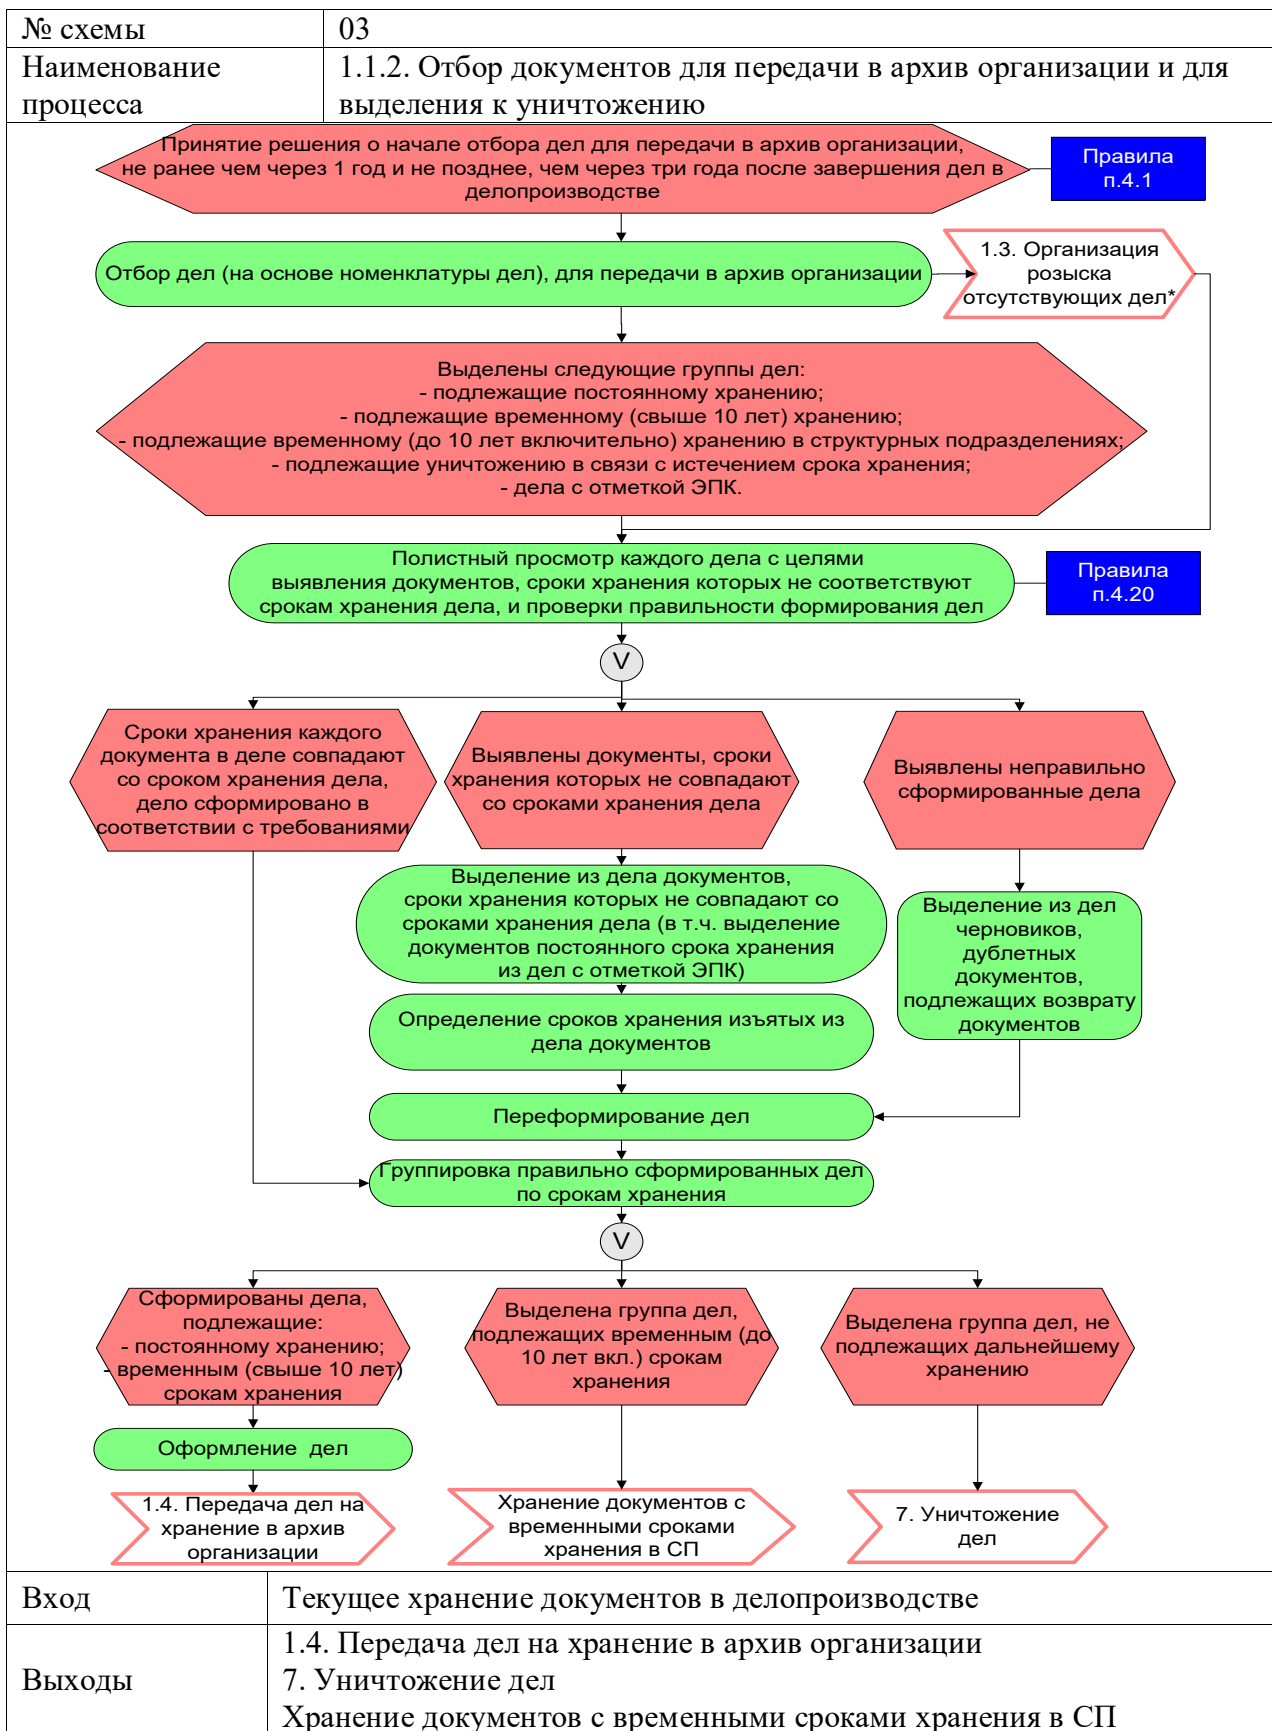 № схемы
03
Наименование
процесса
1.1.2. Отбор документов для передачи в архив организации и для
выделения к уничтожению
Принятие решения о начале отбора дел для передачи в архив организации,
не ранее чем через 1 год и не позднее, чем через три года после завершения дел в
делопроизводстве
Правила
п.4.1
Отбор дел (на основе номенклатуры дел), для передачи в архив организации
1.3. Организация
розыска
отсутствующих дел*
Выделены следующие группы дел:
- подлежащие постоянному хранению;
- подлежащие временному (свыше 10 лет) хранению;
- подлежащие временному (до 10 лет включительно) хранению в структурных подразделениях;
- подлежащие уничтожению в связи с истечением срока хранения;
- дела с отметкой ЭПК.
Полистный просмотр каждого дела с целями
выявления документов, сроки хранения которых не соответствуют
срокам хранения дела, и проверки правильности формирования дел
Правила
п.4.20
V
Сроки хранения каждого
документа в деле совпадают
со сроком хранения дела,
дело сформировано в
соответствии с требованиями
Выявлены документы, сроки
хранения которых не совпадают
со сроками хранения дела
Выявлены неправильно
сформированные дела
Выделение из дела документов,
сроки хранения которых не совпадают со
сроками хранения дела (в т.ч. выделение
документов постоянного срока хранения
из дел с отметкой ЭПК)
Выделение из дел
черновиков,
дублетных
документов,
подлежащих возврату
документов
Определение сроков хранения изъятых из
дела документов
Переформирование дел
Группировка правильно сформированных дел
по срокам хранения
V
Сформированы дела,
подлежащие:
- постоянному хранению;
- временным (свыше 10 лет)
срокам хранения
Выделена группа дел,
подлежащих временным (до
10 лет вкл.) срокам
хранения
Выделена группа дел, не
подлежащих дальнейшему
хранению
Оформление дел
1.4. Передача дел на
хранение в архив
организации
Хранение документов с
временными сроками
хранения в СП
7. Уничтожение
дел
Вход
Текущее хранение документов в делопроизводстве
Выходы
1.4. Передача дел на хранение в архив организации
7. Уничтожение дел
Хранение документов с временными сроками хранения в СП